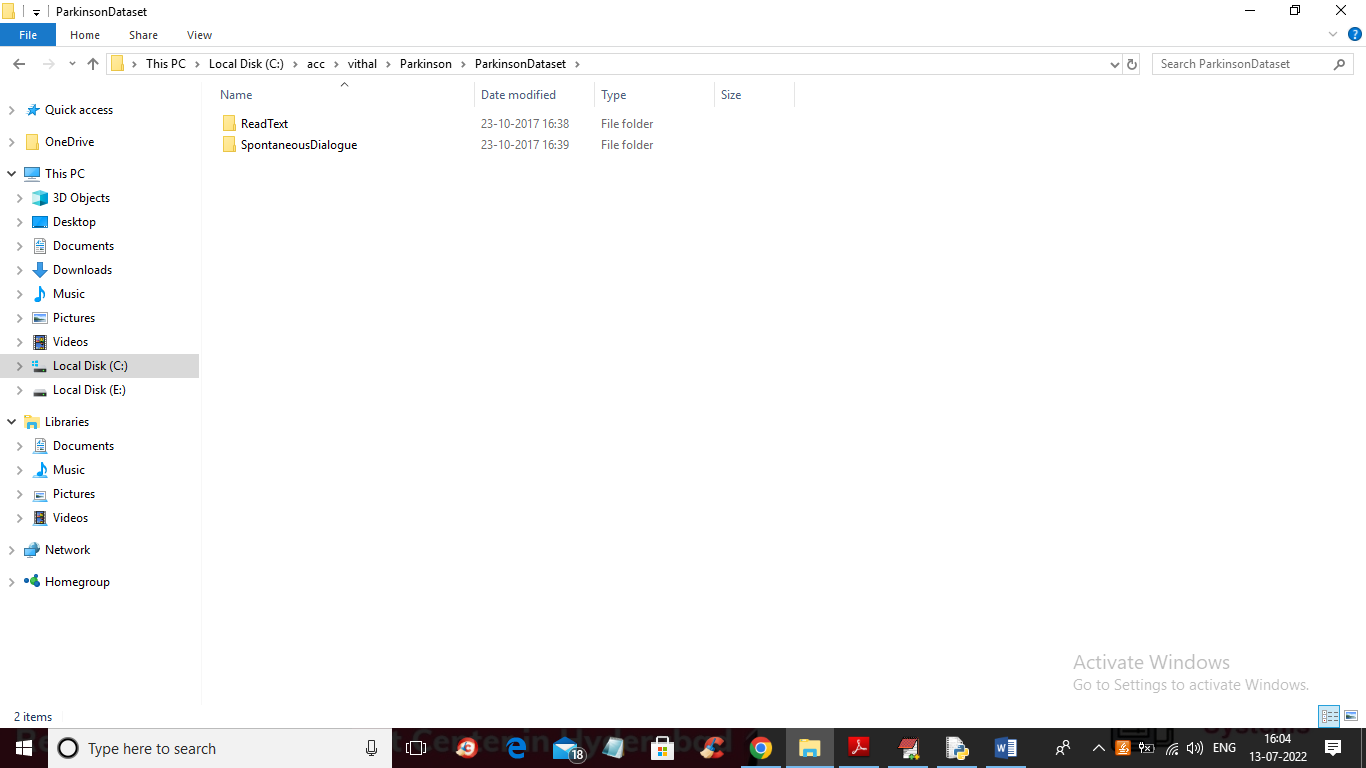 ParkinsonDataset
File Home Share View
This PC Local Disk (C:) acc vithal Parkinson ParkinsonDataset
Search ParkinsonDataset
Name Date modified Type Size
ReadText 23-10-2017 16:38 File folder
SpontaneousDialogue 23-10-2017 16:39 File folder
Quick access
OneDrive
This PC
3D Objects
Desktop
Documents
Downloads
Music
Pictures
Videos
Local Disk (C:)
Local Disk (E:)
Libraries
Documents
Music
Pictures
Videos
Network
Homegroup
Activate Windows
Go to Settings to activate Windows.
2 items
Type here to search
18
ENG
16:04
13-07-2022